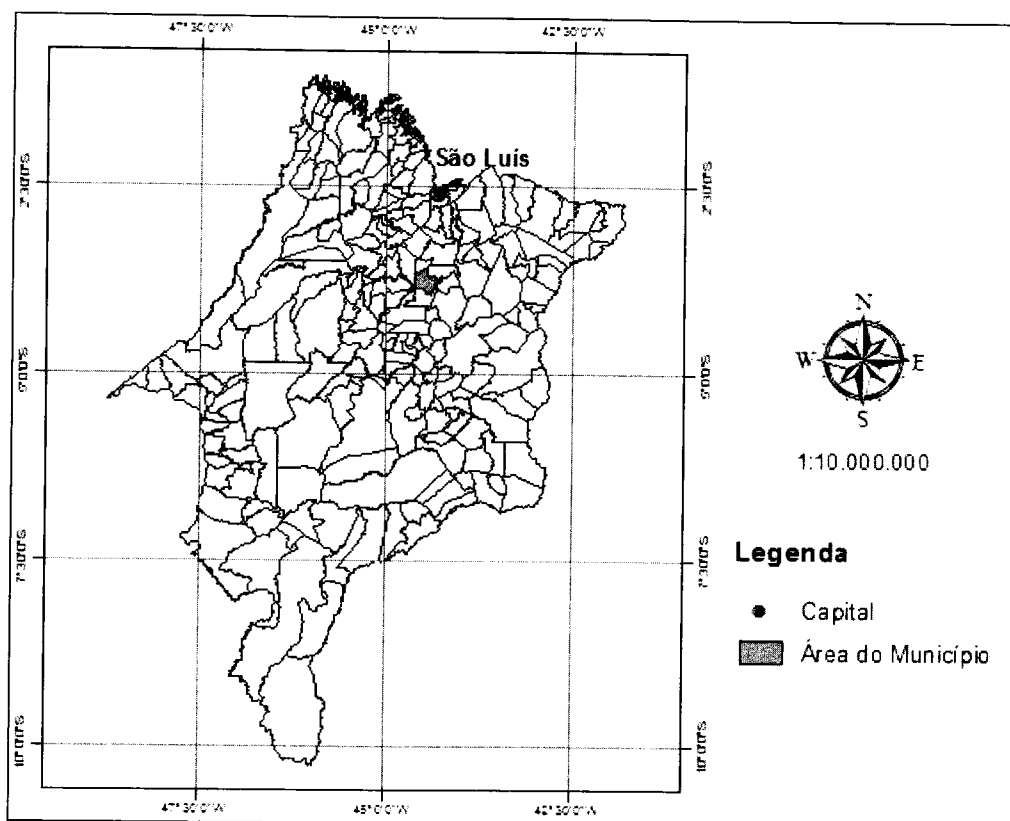 47°30'0"W 45°0'0"W 42°30'0"W
São Luís
2°30'0"S 2°30'0"S
5°0'0"S 5°0'0"S
7°30'0"S 7°30'0"S
10°0'0"S 10°0'0"S
47°30'0"W 45°0'0"W 42°30'0"W
N
W E
S
1:10.000.000
Legenda
Capital
Área do Município